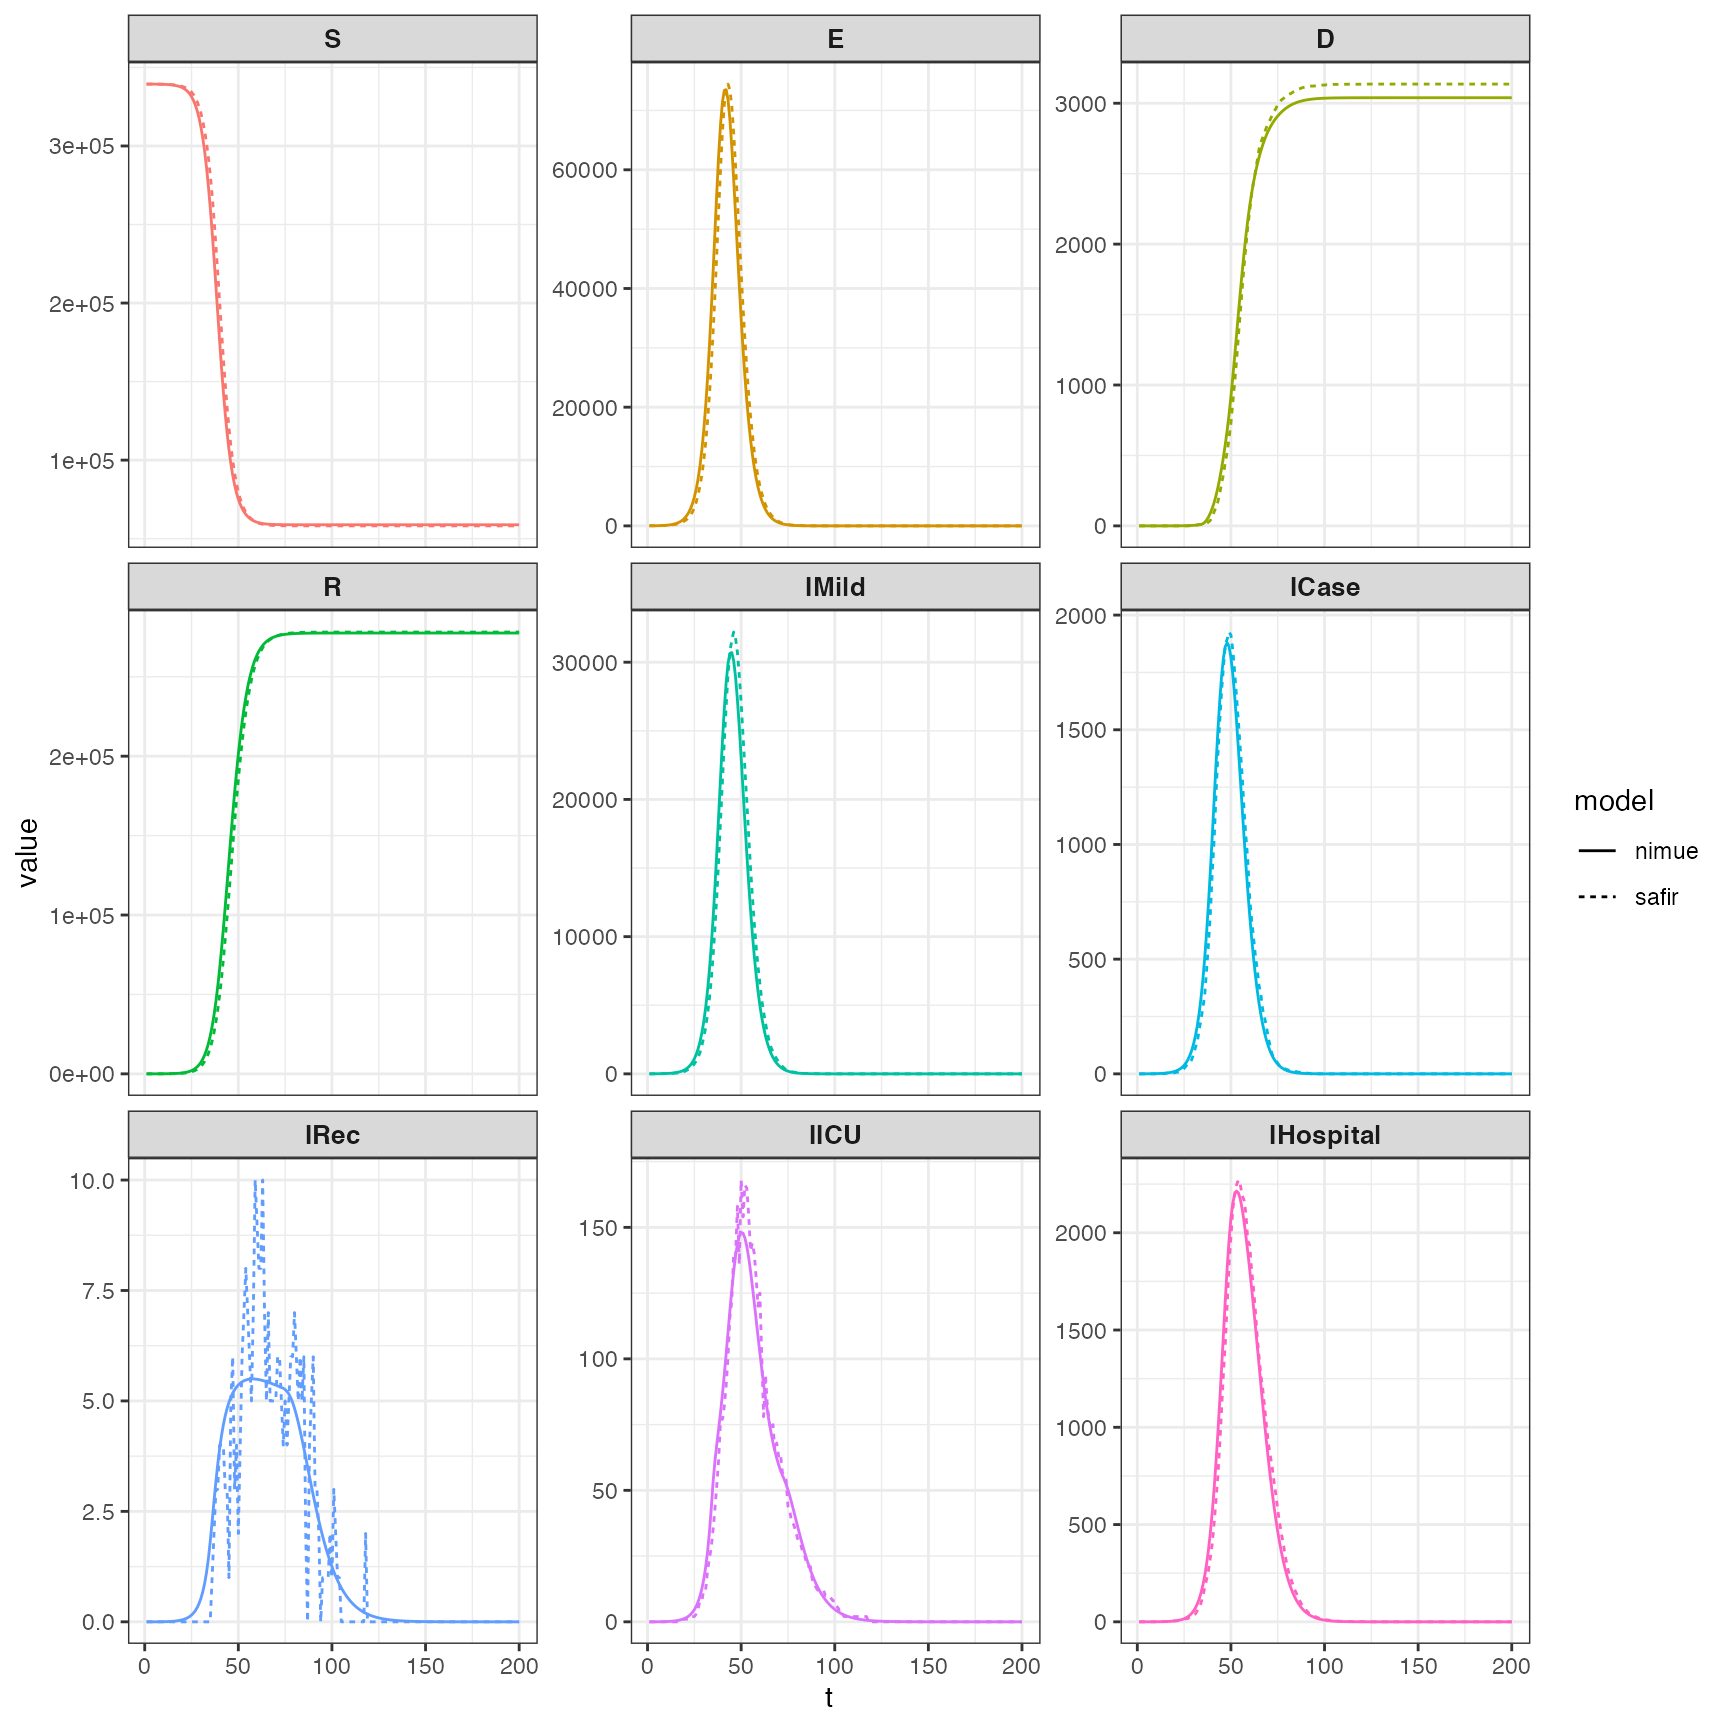 S
E
D
3e+05
2e+05
1e+05
60000
40000
20000
0
3000
2000
1000
0
R
IMild
ICase
2e+05
1e+05
0e+00
30000
20000
10000
0
2000
1500
1000
500
0
IRec
IICU
IHospital
10.0
7.5
5.0
2.5
0.0
150
100
50
0
2000
1500
1000
500
0
0 50 100 150 200
0 50 100 150 200
0 50 100 150 200
t
value
model
nimue
safir